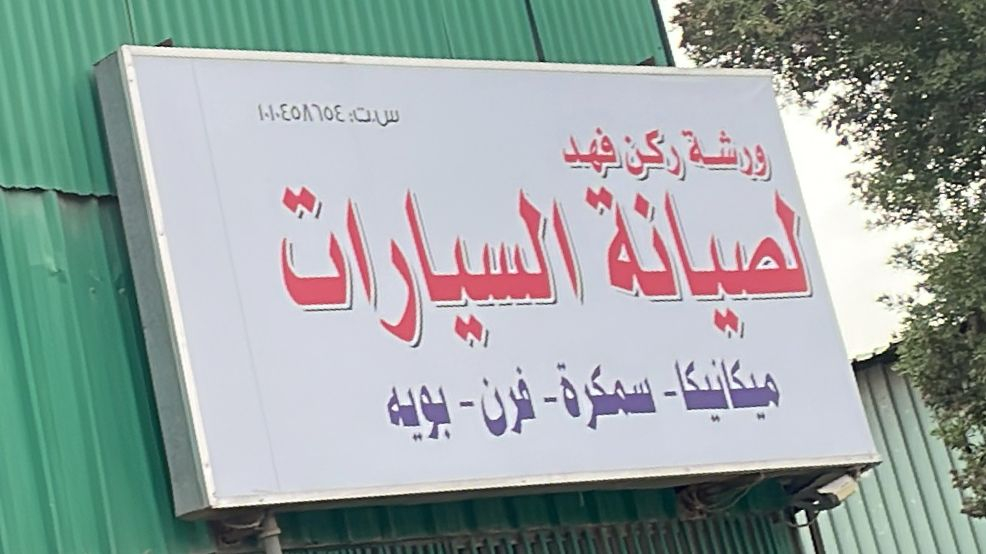 س.ت: ١٠١٠٤٥٨٦٥٤
ورشة ركن فهد
لصيانة السيارات
ميكانيكا - سمكرة - فرن - بويه